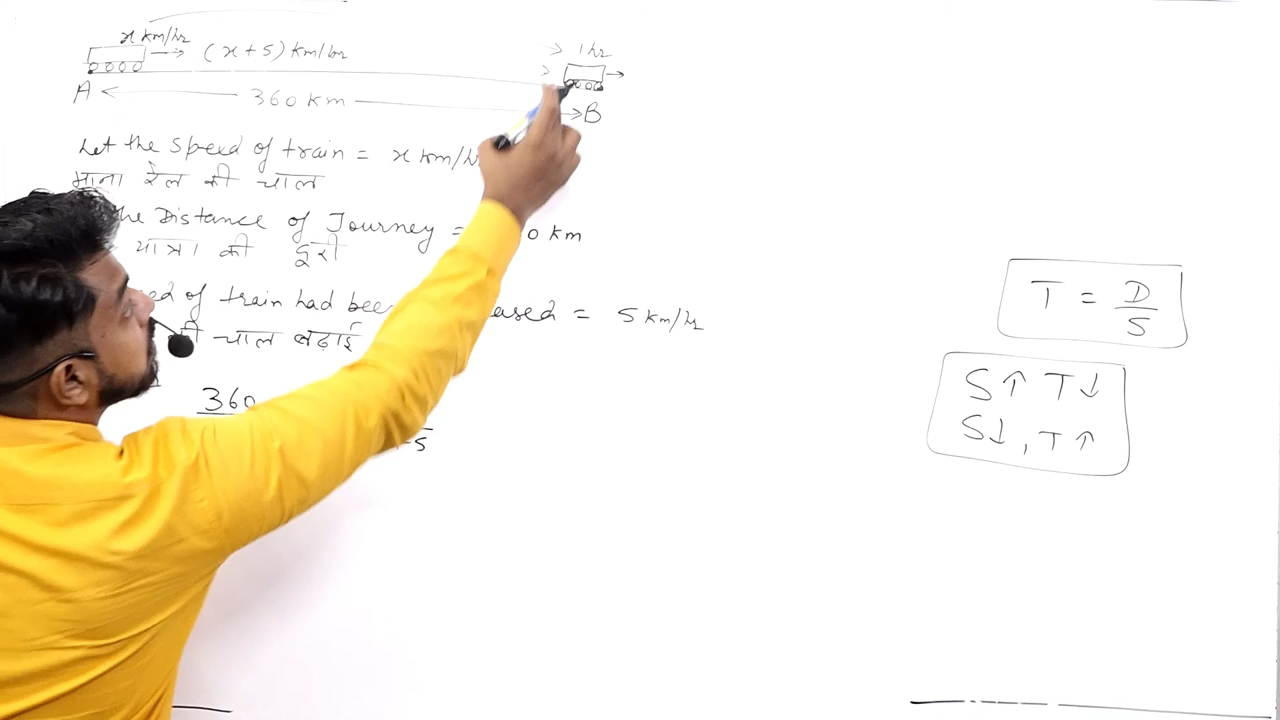 x km/hr
(x+5) km/hr
1 hr
A
360 km
B
Let the speed of train = x km/h
माना रेल की चाल
he Distance of Journey = 0 km
यात्रा की दूरी
ed of train had bee ased = 5 km/hr
की चाल बढ़ाई
360
5
T = D/S
S↑ T↓
S↓, T↑